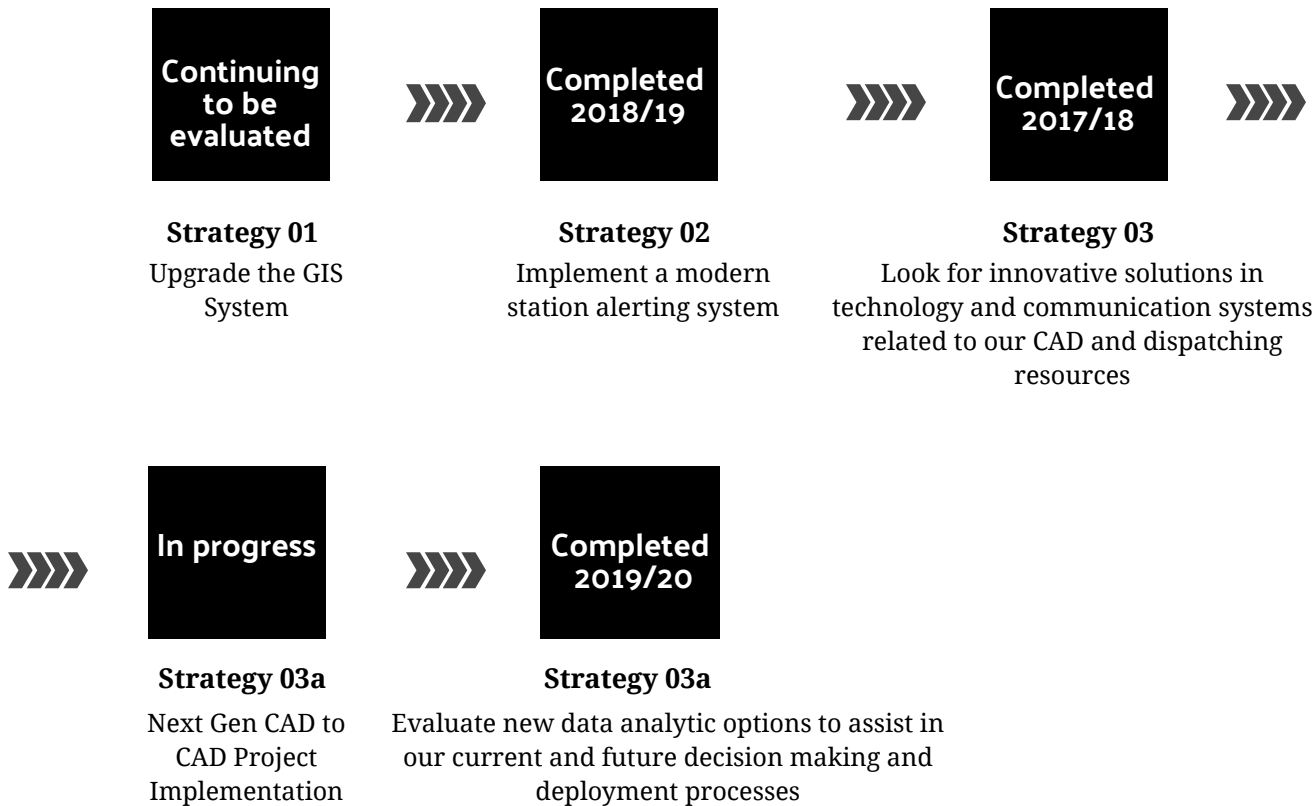 Continuing
to be
evaluated
Completed
2018/19
Completed
2017/18
Strategy 01
Upgrade the GIS
System
Strategy 02
Implement a modern
station alerting system
Strategy 03
Look for innovative solutions in
technology and communication systems
related to our CAD and dispatching
resources
In progress
Completed
2019/20
Strategy 03a
Next Gen CAD to
CAD Project
Implementation
Strategy 03a
Evaluate new data analytic options to assist in
our current and future decision making and
deployment processes